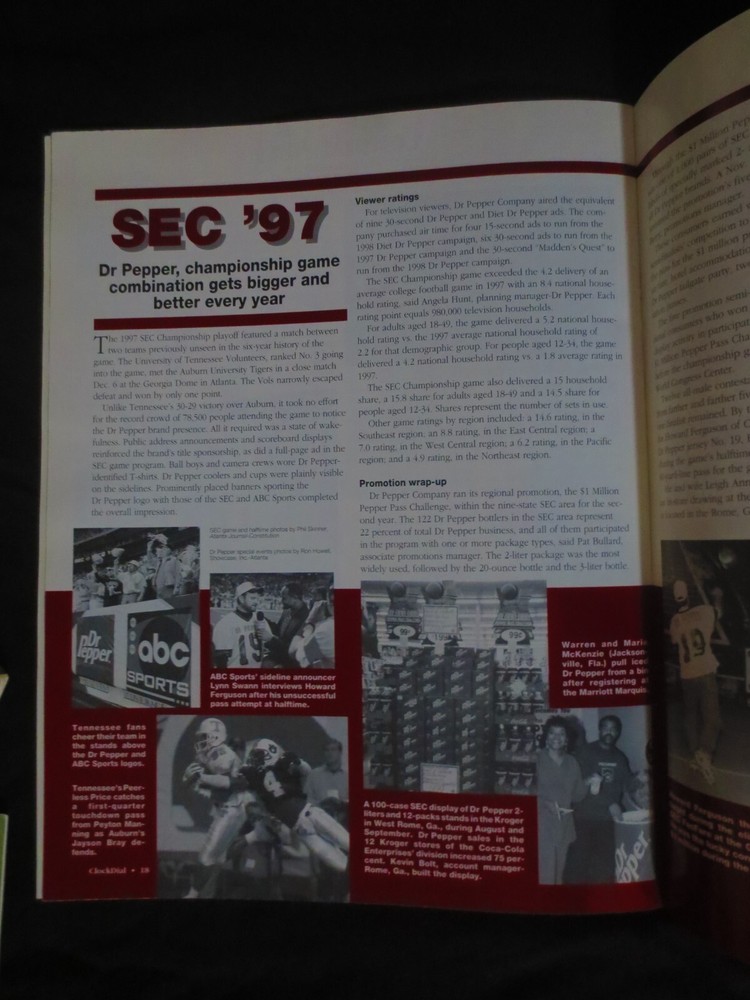 SEC '97
Dr Pepper, championship game
combination gets bigger and
better every year
The 1997 SEC Championship playoff featured a match between
two teams previously unseen in the six-year history of the
game. The University of Tennessee Volunteers, ranked No. 3 going
into the game, met the Auburn University Tigers in a close match
Dec. 6 at the Georgia Dome in Atlanta. The Vols narrowly escaped
defeat and won by only one point.
Unlike Tennessee's 30-29 victory over Auburn, it took no effort
for the record crowd of 78,500 people attending the game to notice
the Dr Pepper brand presence. All it required was a state of wake-
fulness. Public address announcements and scoreboard displays
reinforced the brand's title sponsorship, as did a full-page ad in the
SEC game program. Ball boys and camera crews wore Dr Pepper-
identified T-shirts. Dr Pepper coolers and cups were plainly visible
on the sidelines. Prominently placed banners sporting the
Dr Pepper logo with those of the SEC and ABC Sports completed
the overall impression.
SEC game and halftime photos by Phil Skinner,
Atlanta Journal-Constitution
Dr Pepper special events photos by Ron Howell,
Showcase, Inc.-Atlanta
Dr Pepper
abc
SPORTS
ABC Sports' sideline announcer
Lynn Swann interviews Howard
Ferguson after his unsuccessful
pass attempt at halftime.
Tennessee fans
cheer their team in
the stands above
the Dr Pepper and
ABC Sports logos.
Tennessee's Peer-
less Price catches
a first-quarter
touchdown pass
from Peyton Man-
ning as Auburn's
Jayson Bray de-
fends.
ClockDial • 18
Viewer ratings
For television viewers, Dr Pepper Company aired the equivalent
of nine 30-second Dr Pepper and Diet Dr Pepper ads. The com-
pany purchased air time for four 15-second ads to run from the
1998 Diet Dr Pepper campaign, six 30-second ads to run from the
1997 Dr Pepper campaign and the 30-second "Madden's Quest" to
run from the 1998 Dr Pepper campaign.
The SEC Championship game exceeded the 4.2 delivery of an
average college football game in 1997 with an 8.4 national house-
hold rating, said Angela Hunt, planning manager-Dr Pepper. Each
rating point equals 980,000 television households.
For adults aged 18-49, the game delivered a 5.2 national house-
hold rating vs. the 1997 average national household rating of
2.2 for that demographic group. For people aged 12-34, the game
delivered a 4.2 national household rating vs. a 1.8 average rating in
1997.
The SEC Championship game also delivered a 15 household
share, a 15.8 share for adults aged 18-49 and a 14.5 share for
people aged 12-34. Shares represent the number of sets in use.
Other game ratings by region included: a 14.6 rating, in the
Southeast region, an 8.8 rating, in the East Central region; a
7.0 rating, in the West Central region; a 6.2 rating, in the Pacific
region; and a 4.9 rating, in the Northeast region.
Promotion wrap-up
Dr Pepper Company ran its regional promotion, the $1 Million
Pepper Pass Challenge, within the nine-state SEC area for the sec-
ond year. The 122 Dr Pepper bottlers in the SEC area represent
22 percent of total Dr Pepper business, and all of them participated
in the program with one or more package types, said Pat Bullard,
associate promotions manager. The 2-liter package was the most
widely used, followed by the 20-ounce bottle and the 3-liter bottle.
Warren and Marie
McKenzie (Jackson-
ville, Fla.) pull iced
Dr Pepper from a
after registering at
the Marriott Marquis.
A 100-case SEC display of Dr Pepper 2-
liters and 12-packs stands in the Kroger
in West Rome, Ga., during August and
September. Dr Pepper sales in the
12 Kroger stores of the Coca-Cola
Enterprises' division increased 75 per-
cent. Kevin Bolt, account manager-
Rome, Ga., built the display.
19